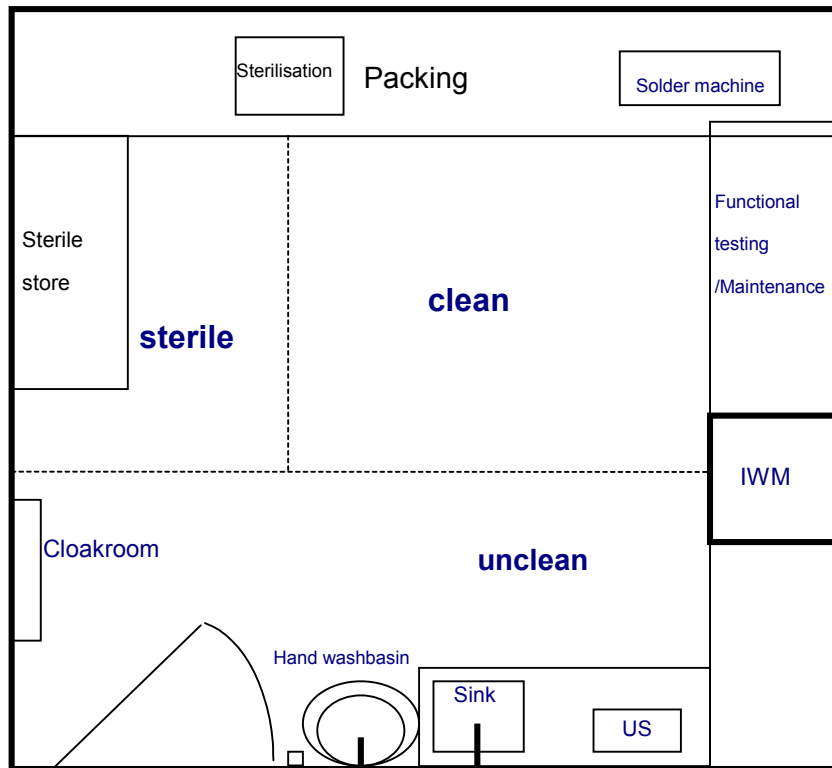 Sterilisation
Packing
Solder machine
Functional
testing
/Maintenance
Sterile
store
clean
sterile
IWM
Cloakroom
unclean
Hand washbasin
Sink
US